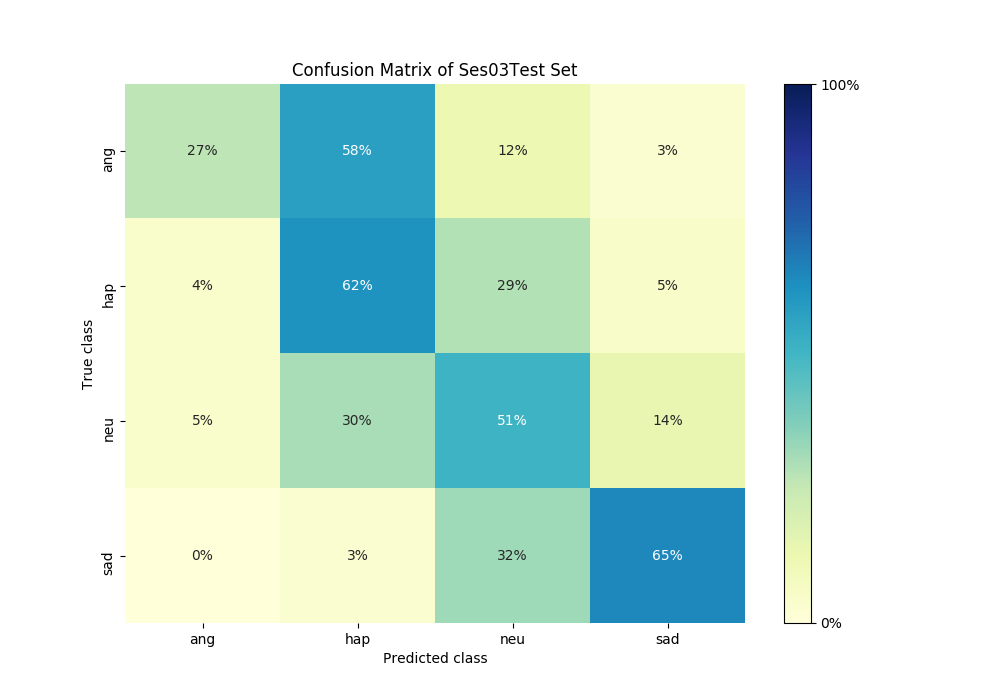 Confusion Matrix of Ses03Test Set
100%
ang
27% 58% 12% 3%
hap
4% 62% 29% 5%
True class
neu
5% 30% 51% 14%
sad
0% 3% 32% 65%
0%
ang hap neu sad
Predicted class